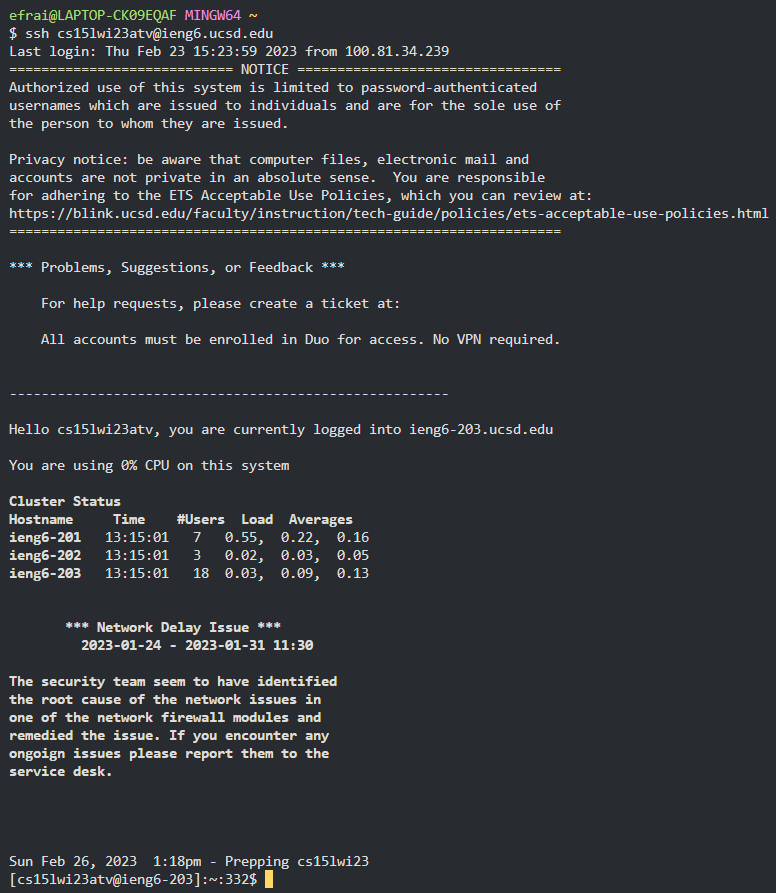 efrai@LAPTOP-CK09EQAF MINGW64 ~
$ ssh cs15lwi23atv@ieng6.ucsd.edu
Last login: Thu Feb 23 15:23:59 2023 from 100.81.34.239
============================ NOTICE =================================
Authorized use of this system is limited to password-authenticated
usernames which are issued to individuals and are for the sole use of
the person to whom they are issued.

Privacy notice: be aware that computer files, electronic mail and
accounts are not private in an absolute sense.  You are responsible
for adhering to the ETS Acceptable Use Policies, which you can review at:
https://blink.ucsd.edu/faculty/instruction/tech-guide/policies/ets-acceptable-use-policies.html
=====================================================================

*** Problems, Suggestions, or Feedback ***

    For help requests, please create a ticket at:

    All accounts must be enrolled in Duo for access. No VPN required.


-------------------------------------------------------

Hello cs15lwi23atv, you are currently logged into ieng6-203.ucsd.edu

You are using 0% CPU on this system

Cluster Status
Hostname     Time    #Users  Load  Averages
ieng6-201   13:15:01   7   0.55,  0.22,  0.16
ieng6-202   13:15:01   3   0.02,  0.03,  0.05
ieng6-203   13:15:01   18  0.03,  0.09,  0.13


       *** Network Delay Issue ***
         2023-01-24 - 2023-01-31 11:30

The security team seem to have identified
the root cause of the network issues in
one of the network firewall modules and
remedied the issue. If you encounter any
ongoign issues please report them to the
service desk.




Sun Feb 26, 2023  1:18pm - Prepping cs15lwi23
[cs15lwi23atv@ieng6-203]:~:332$